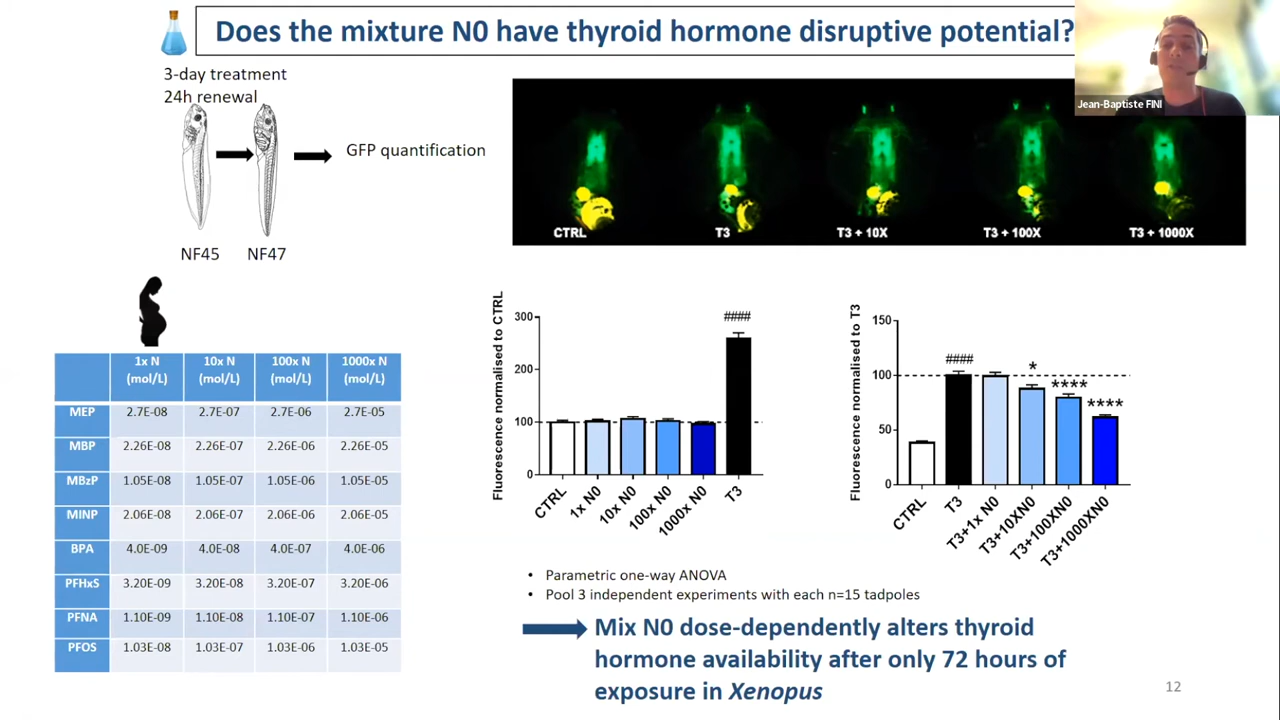 Does the mixture N0 have thyroid hormone disruptive potential?
Jean-Baptiste FINI
3-day treatment
24h renewal
GFP quantification
NF45
NF47
CTRL
T3
T3 + 10X
T3 + 100X
T3 + 1000X
1x N (mol/L) 10x N (mol/L) 100x N (mol/L) 1000x N (mol/L)
MEP 2.7E-08 2.7E-07 2.7E-06 2.7E-05
MBP 2.26E-08 2.26E-07 2.26E-06 2.26E-05
MBzP 1.05E-08 1.05E-07 1.05E-06 1.05E-05
MINP 2.06E-08 2.06E-07 2.06E-06 2.06E-05
BPA 4.0E-09 4.0E-08 4.0E-07 4.0E-06
PFHxS 3.20E-09 3.20E-08 3.20E-07 3.20E-06
PFNA 1.10E-09 1.10E-08 1.10E-07 1.10E-06
PFOS 1.03E-08 1.03E-07 1.03E-06 1.03E-05
Fluorescence normalised to CTRL
300
200
100
0
####
CTRL
1x N0
10x N0
100x N0
1000x N0
T3
Fluorescence normalised to T3
150
100
50
0
####
*
****
****
CTRL
T3
T3+1x N0
T3+10XN0
T3+100XN0
T3+1000XN0
• Parametric one-way ANOVA
• Pool 3 independent experiments with each n=15 tadpoles
Mix N0 dose-dependently alters thyroid
hormone availability after only 72 hours of
exposure in Xenopus
12